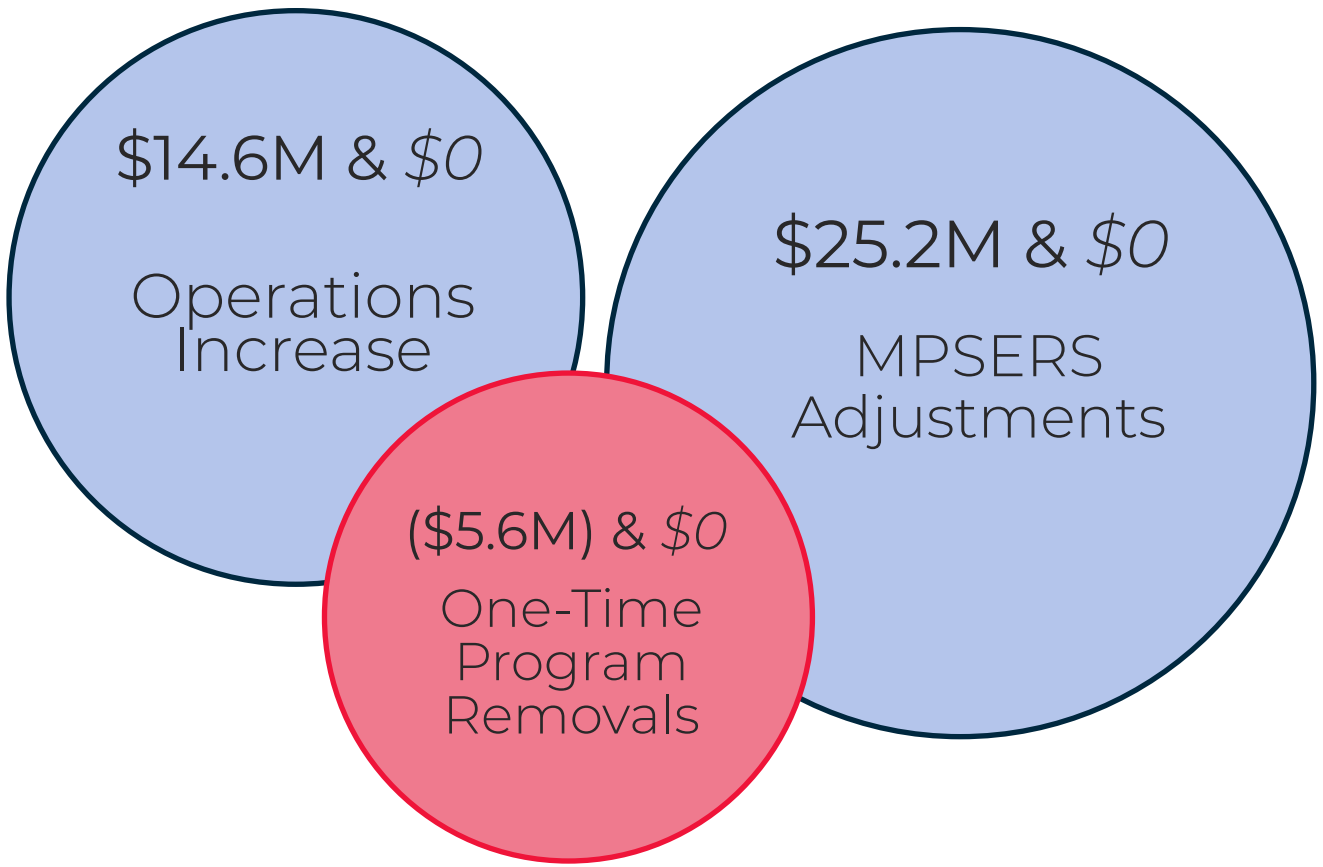 $14.6M & $0
Operations
Increase
$25.2M & $0
MPSERS
Adjustments
($5.6M) & $0
One-Time
Program
Removals